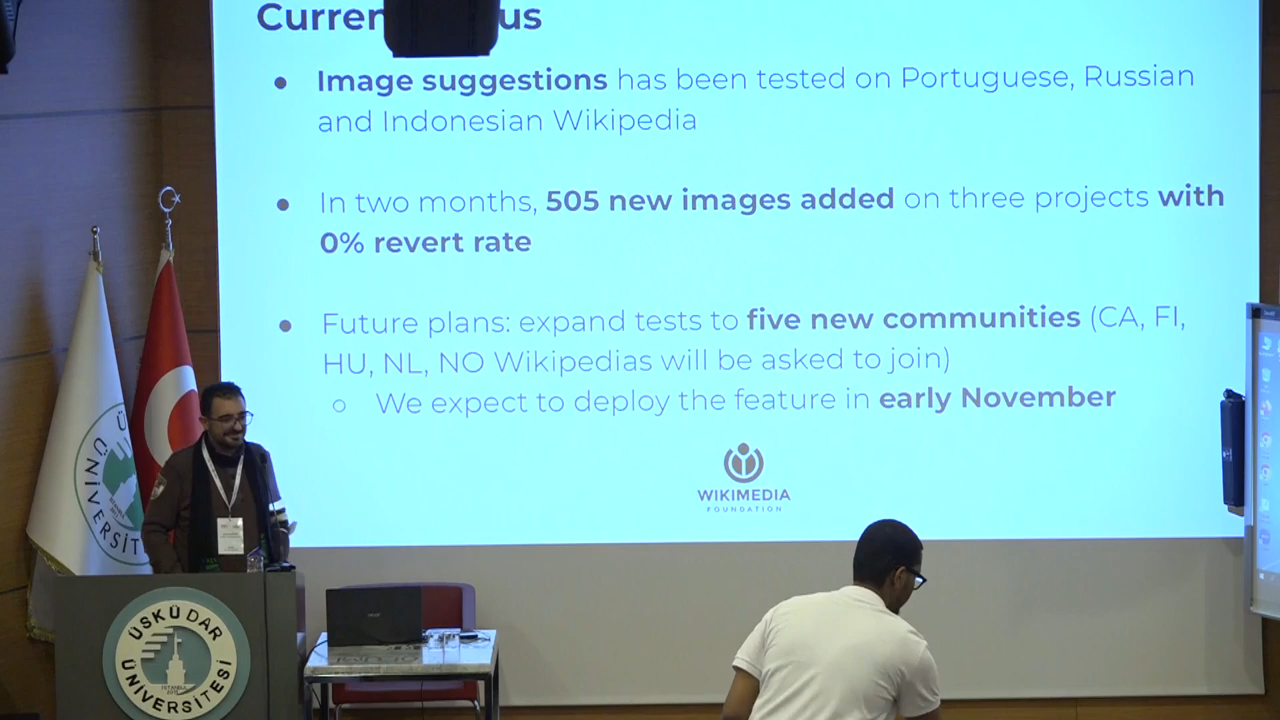 Curren us
Image suggestions has been tested on Portuguese, Russian
and Indonesian Wikipedia
In two months, 505 new images added on three projects with
0% revert rate
Future plans: expand tests to five new communities (CA, FI,
HU, NL, NO Wikipedias will be asked to join)
We expect to deploy the feature in early November
WIKIMEDIA
FOUNDATION
ÜSKÜDAR
ÜNİVERSİTESİ
İSTANBUL